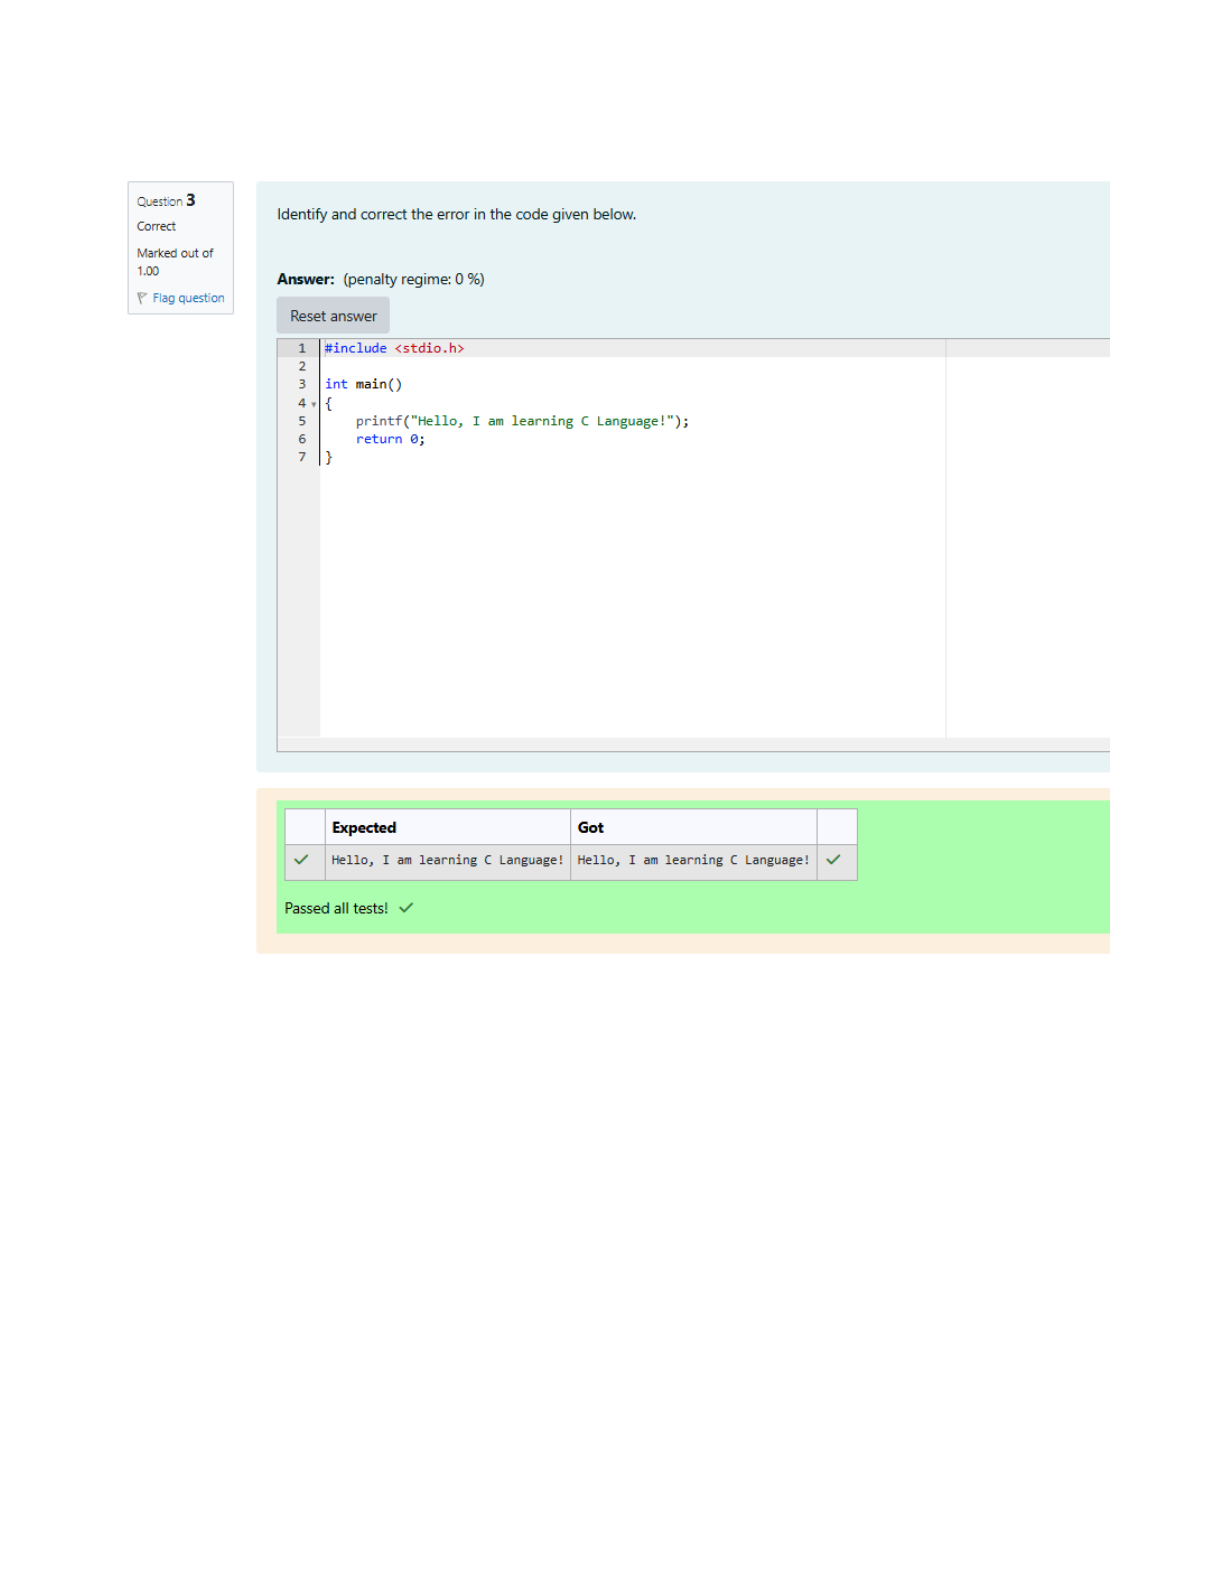 Question 3
Correct
Marked out of
1.00
Flag question
Identify and correct the error in the code given below.
Answer: (penalty regime: 0 %)
Reset answer
1 #include <stdio.h>
2
3 int main()
4 {
5     printf("Hello, I am learning C Language!");
6     return 0;
7 }
Expected Got
Hello, I am learning C Language! Hello, I am learning C Language!
Passed all tests!